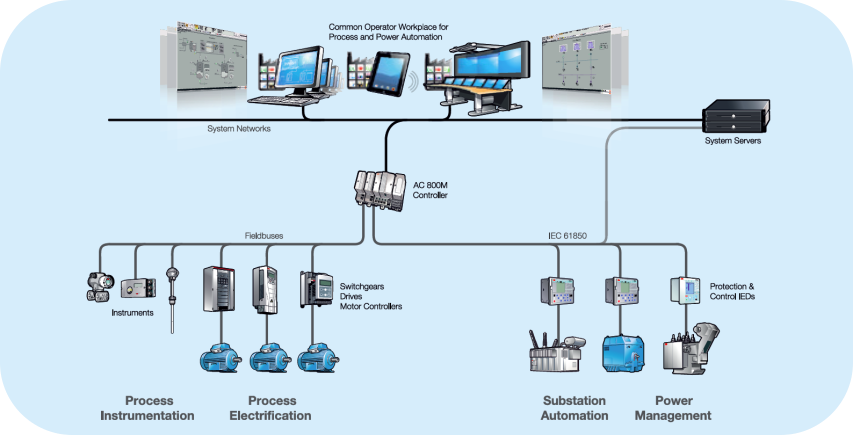 Common Operator Workplace for
Process and Power Automation
System Networks
System Servers
AC 800M
Controller
Fieldbuses
IEC 61850
Instruments
Switchgears
Drives
Motor Controllers
Protection &
Control IEDs
Process
Instrumentation
Process
Electrification
Substation
Automation
Power
Management